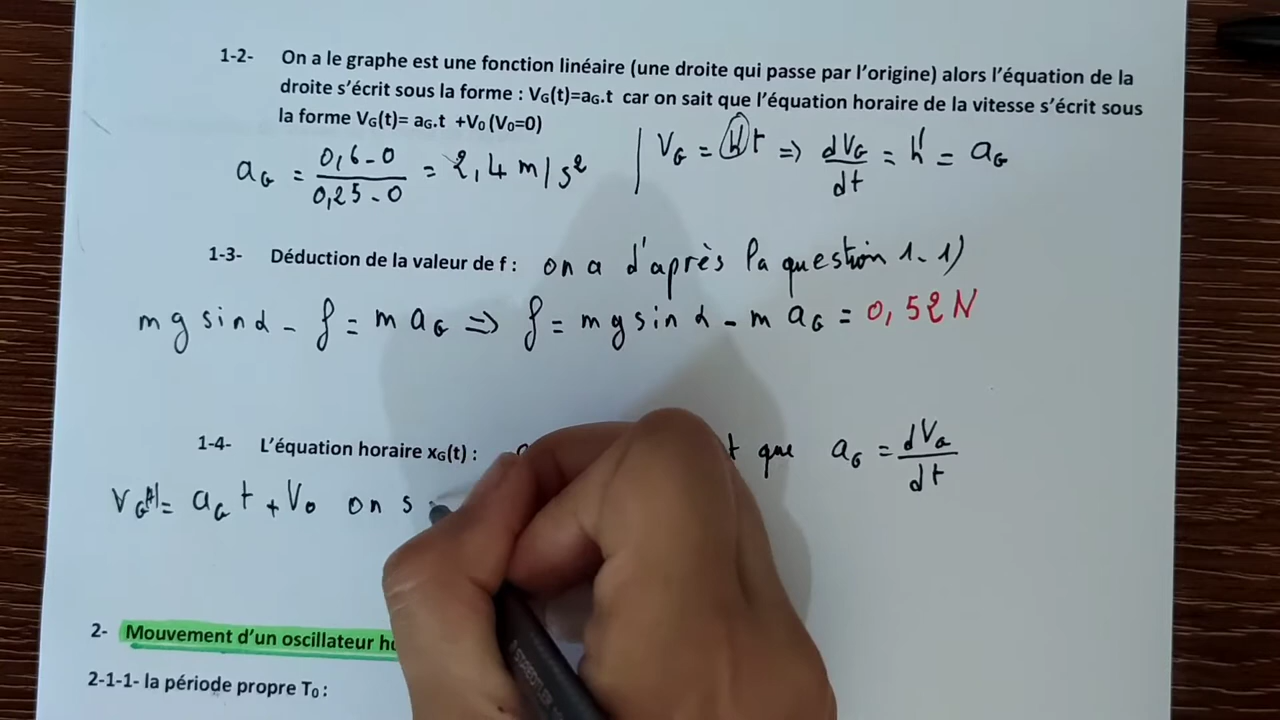 1-2- On a le graphe est une fonction linéaire (une droite qui passe par l'origine) alors l'équation de la
droite s'écrit sous la forme : VG(t)=aG.t car on sait que l'équation horaire de la vitesse s'écrit sous
la forme VG(t)= aG.t +V0 (V0=0)
aG = 0,6-0 / 0,25-0 = 2,4 m/s² | VG = k't => dVG/dt = k' = aG
1-3- Déduction de la valeur de f : on a d'après la question 1.1)
mg sin α - f = m aG => f = mg sin α - m aG = 0,52 N
1-4- L'équation horaire xG(t) : que aG = dVG/dt
VG(t)= aG t + V0 on s
2- Mouvement d'un oscillateur
2-1-1- la période propre T0 :
STAEDTLER